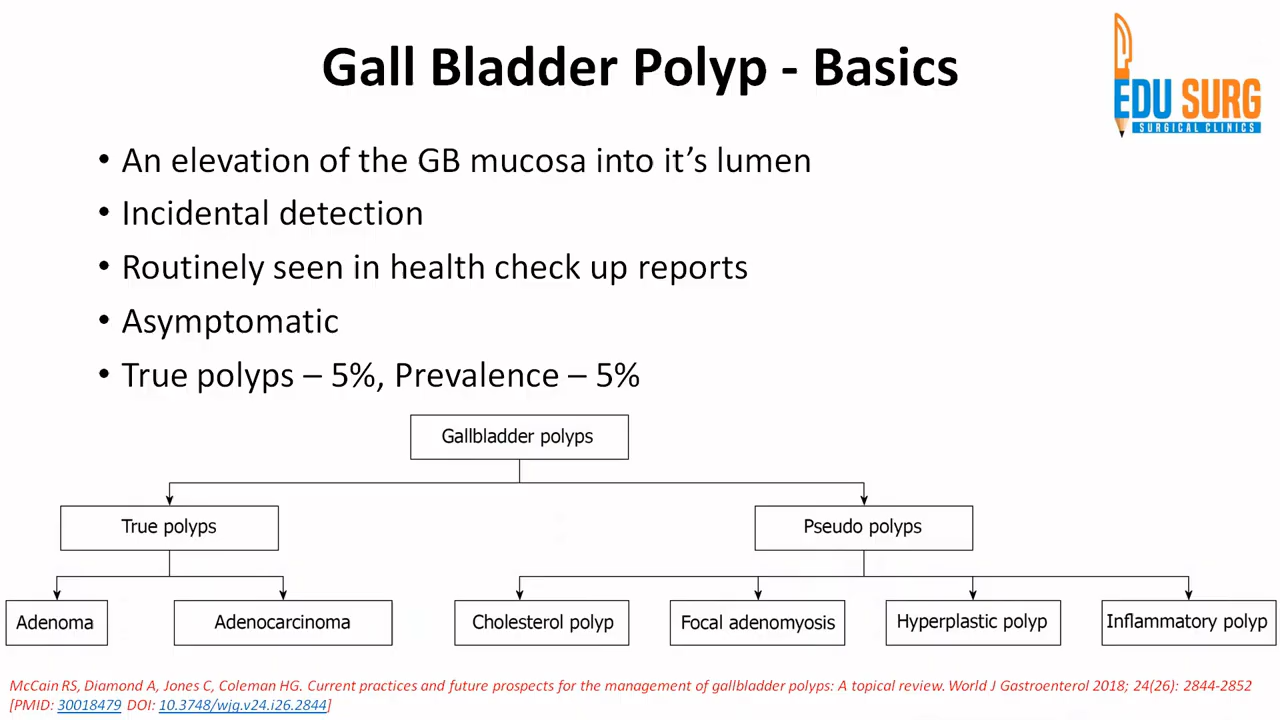 Gall Bladder Polyp - Basics
EDU SURG
SURGICAL CLINICS
• An elevation of the GB mucosa into it’s lumen
• Incidental detection
• Routinely seen in health check up reports
• Asymptomatic
• True polyps – 5%, Prevalence – 5%
Gallbladder polyps
True polyps
Pseudo polyps
Adenoma
Adenocarcinoma
Cholesterol polyp
Focal adenomyosis
Hyperplastic polyp
Inflammatory polyp
McCain RS, Diamond A, Jones C, Coleman HG. Current practices and future prospects for the management of gallbladder polyps: A topical review. World J Gastroenterol 2018; 24(26): 2844-2852
[PMID: 30018479 DOI: 10.3748/wjg.v24.i26.2844]